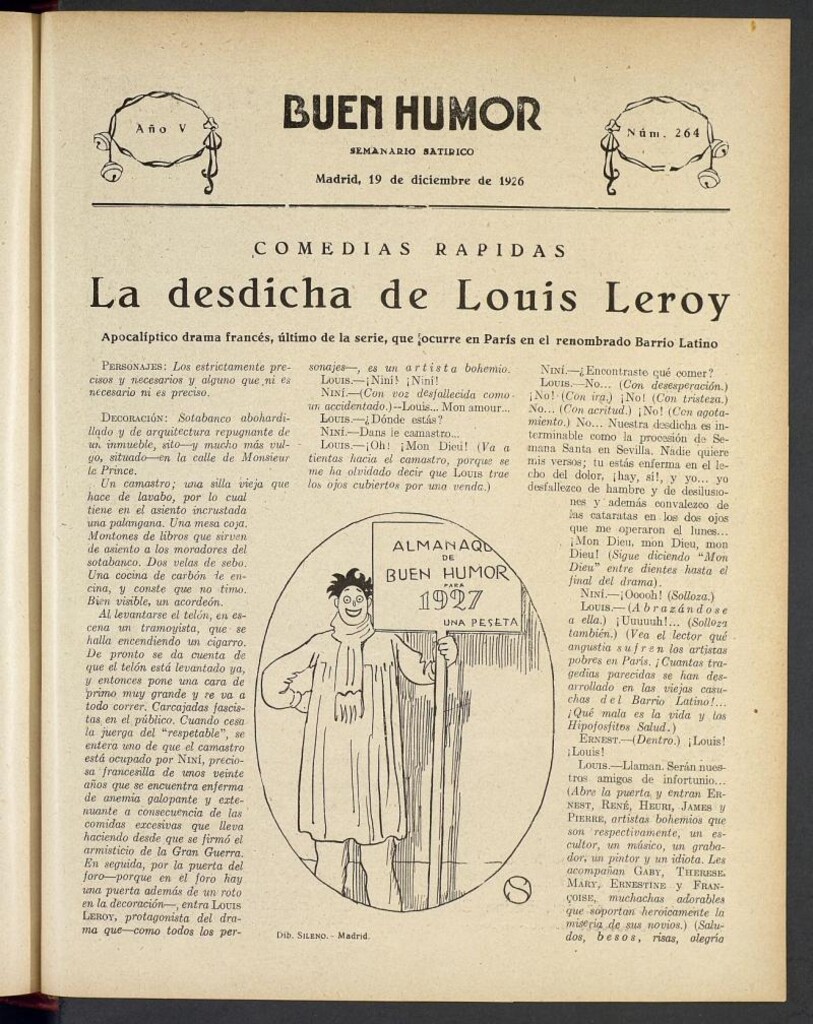 Año V
BUEN HUMOR
SEMANARIO SATIRICO
Madrid, 19 de diciembre de 1926
Núm. 264
COMEDIAS RAPIDAS
La desdicha de Louis Leroy
Apocalíptico drama francés, último de la serie, que ocurre en París en el renombrado Barrio Latino
PERSONAJES: Los estrictamente pre-
cisos y necesarios y alguno que ni es
necesario ni es preciso.
DECORACIÓN: Sotabanco abohardi-
llado y de arquitectura repugnante de
un inmueble, sito—y mucho más vul-
go, situado—en la calle de Monsieur
le Prince.
Un camastro; una silla vieja que
hace de lavabo, por lo cual
tiene en el asiento incrustada
una palangana. Una mesa coja.
Montones de libros que sirven
de asiento a los moradores del
sotabanco. Dos velas de sebo.
Una cocina de carbón de en-
cina, y conste que no timo.
Bien visible, un acordeón.
Al levantarse el telón, en es-
cena un tramoyista, que se
halla encendiendo un cigarro.
De pronto se da cuenta de
que el telón está levantado ya,
y entonces pone una cara de
primo muy grande y se va a
todo correr. Carcajadas fascis-
tas en el público. Cuando cesa
la juerga del "respetable", se
entera uno de que el camastro
está ocupado por NINÍ, precio-
sa francesilla de unos veinte
años que se encuentra enferma
de anemia galopante y exte-
nuante a consecuencia de las
comidas excesivas que lleva
haciendo desde que se firmó el
armisticio de la Gran Guerra.
En seguida, por la puerta del
foro—porque en el foro hay
una puerta además de un roto
en la decoración—, entra LOUIS
LEROY, protagonista del dra-
ma que—como todos los per-
sonajes—, es un artista bohemio.
LOUIS.—¡Niní! ¡Niní!
NINÍ.—(Con voz desfallecida como
un accidentado.)—Louis... Mon amour...
LOUIS.—¿Dónde estás?
NINÍ.—Dans le camastro...
LOUIS.—¡Oh! ¡Mon Dieu! (Va a
tientas hacia el camastro, porque se
me ha olvidado decir que LOUIS trae
los ojos cubiertos por una venda.)
ALMANAQU
DE
BUEN HUMOR
PARA
1927
UNA PESETA
S
Dib. SILENO. - Madrid.
NINÍ.—¿Encontraste qué comer?
LOUIS.—No... (Con desesperación.)
¡No! (Con ira.) ¡No! (Con tristeza.)
No... (Con acritud.) ¡No! (Con agota-
miento.) No... Nuestra desdicha es in-
terminable como la procesión de Se-
mana Santa en Sevilla. Nadie quiere
mis versos; tu estás enferma en el le-
cho del dolor, ¡hay, sí!, y yo... yo
desfallezco de hambre y de desilusio-
nes y además convalezco de
las cataratas en los dos ojos
que me operaron el lunes...
¡Mon Dieu, mon Dieu, mon
Dieu! (Sigue diciendo "Mon
Dieu" entre dientes hasta el
final del drama).
NINÍ.—¡Ooooh! (Solloza.)
LOUIS.—(Abrazándose
a ella.) ¡Uuuuuh!... (Solloza
también.) (Vea el lector qué
angustia sufren los artistas
pobres en París. ¡Cuantas tra-
gedias parecidas se han des-
arrollado en las viejas casu-
chas del Barrio Latino!...
¡Qué mala es la vida y los
Hipofosfitos Salud.)
ERNEST.—(Dentro.) ¡Louis!
¡Louis!
LOUIS.—Llaman. Serán nues-
tros amigos de infortunio...
(Abre la puerta y entran ER-
NEST, RENÉ, HEURI, JAMES y
PIERRE, artistas bohemios que
son respectivamente, un es-
cultor, un músico, un graba-
dor, un pintor y un idiota. Les
acompañan GABY, THERESE,
MARY, ERNESTINE y FRAN-
ÇOISE, muchachas adorables
que soportan heroicamente la
miseria de sus novios.) (Salu-
dos, besos, risas, alegría